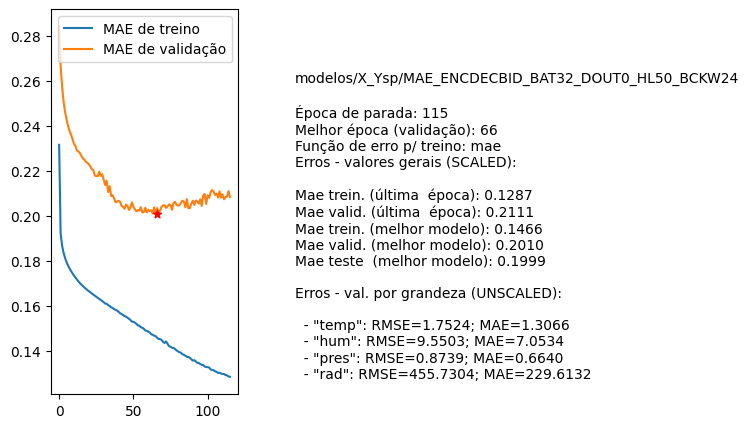 MAE de treino
MAE de validação
0.28
0.26
0.24
0.22
0.20
0.18
0.16
0.14
0
50
100
modelos/X_Ysp/MAE_ENCDECBID_BAT32_DOUT0_HL50_BCKW24
Época de parada: 115
Melhor época (validação): 66
Função de erro p/ treino: mae
Erros - valores gerais (SCALED):
Mae trein. (última  época): 0.1287
Mae valid. (última  época): 0.2111
Mae trein. (melhor modelo): 0.1466
Mae valid. (melhor modelo): 0.2010
Mae teste  (melhor modelo): 0.1999
Erros - val. por grandeza (UNSCALED):
- "temp": RMSE=1.7524; MAE=1.3066
- "hum": RMSE=9.5503; MAE=7.0534
- "pres": RMSE=0.8739; MAE=0.6640
- "rad": RMSE=455.7304; MAE=229.6132